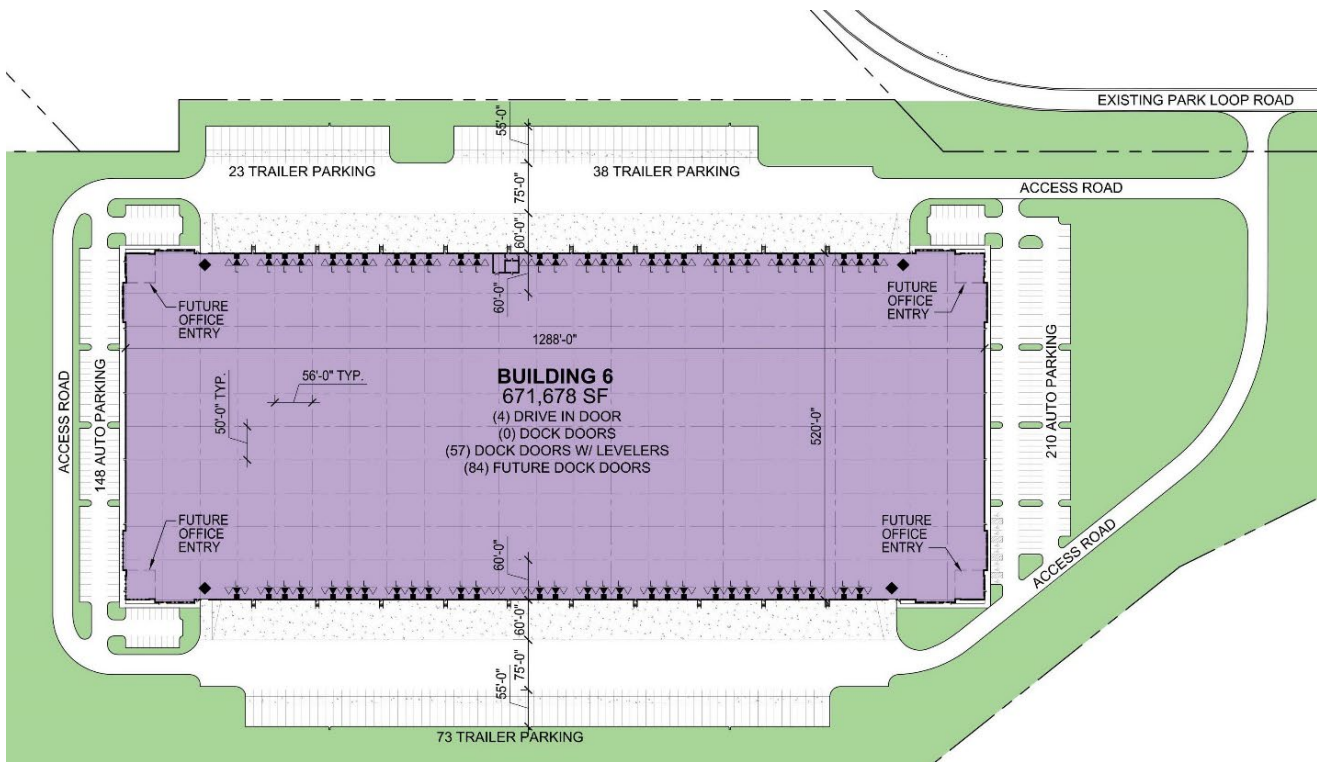 EXISTING PARK LOOP ROAD
55'-0"
23 TRAILER PARKING
38 TRAILER PARKING
75'-0"
ACCESS ROAD
60'-0"
60'-0"
FUTURE
OFFICE
ENTRY
FUTURE
OFFICE
ENTRY
1288'-0"
56'-0" TYP.
50'-0" TYP.
BUILDING 6
671,678 SF
(4) DRIVE IN DOOR
(0) DOCK DOORS
(57) DOCK DOORS W/ LEVELERS
(84) FUTURE DOCK DOORS
520'-0"
ACCESS ROAD
148 AUTO PARKING
210 AUTO PARKING
FUTURE
OFFICE
ENTRY
FUTURE
OFFICE
ENTRY
60'-0"
ACCESS ROAD
60'-0"
75'-0"
55'-0"
73 TRAILER PARKING